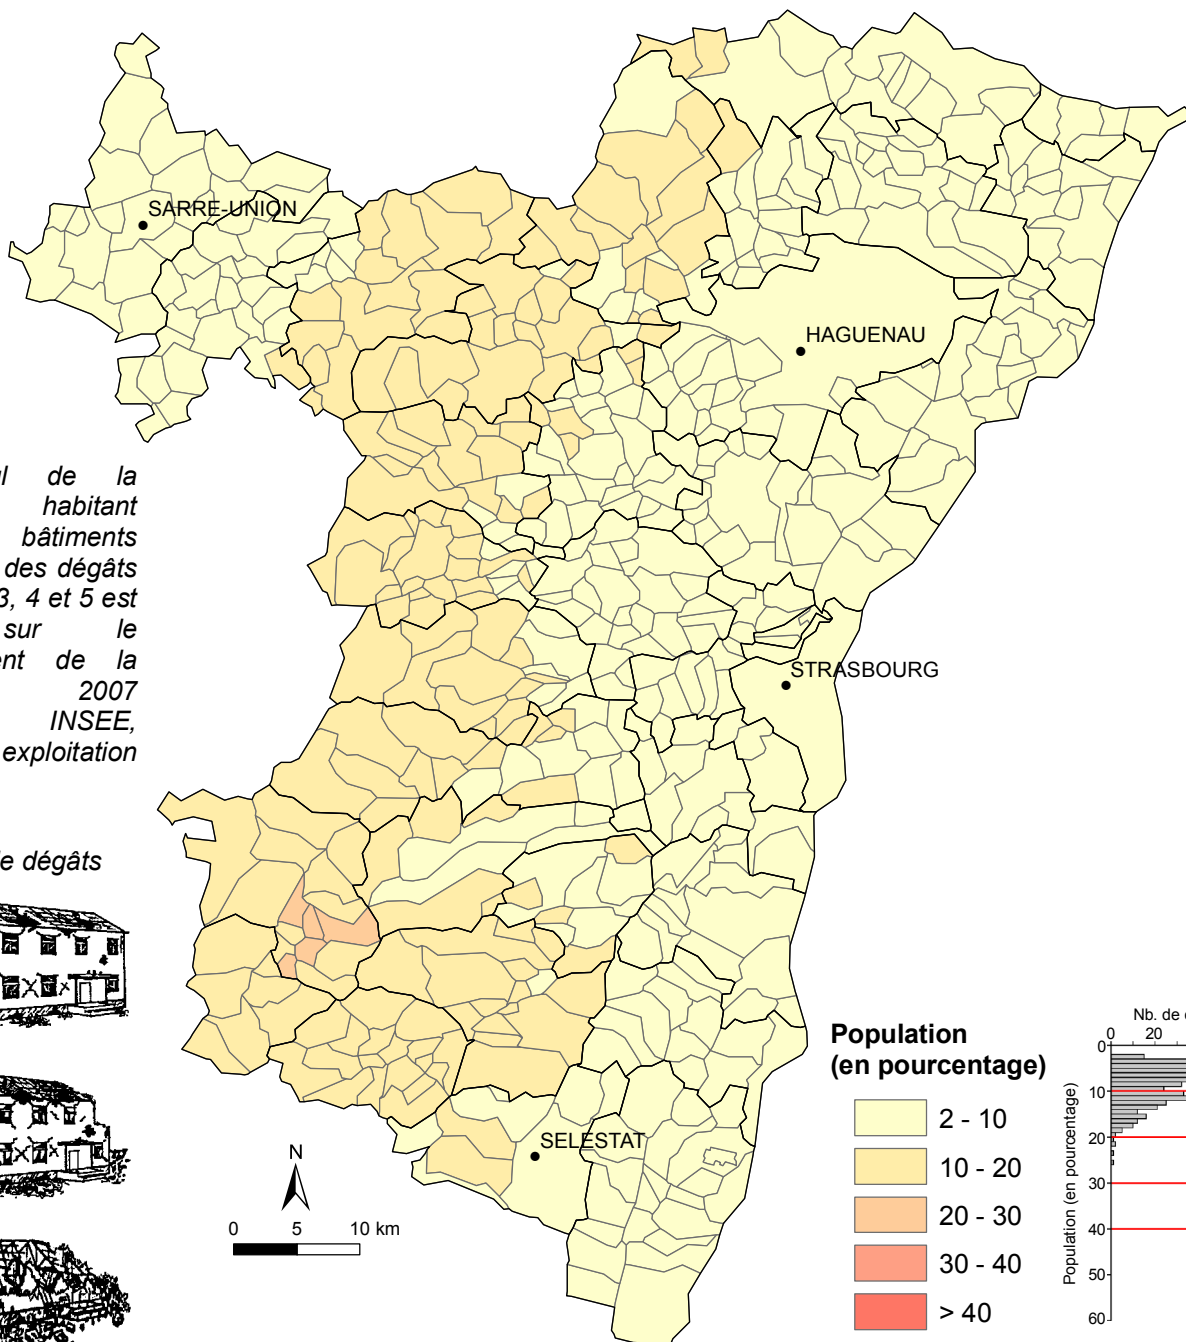 SARRE-UNION
HAGUENAU
de la
habitant
bâtiments
des dégâts
3, 4 et 5 est
sur le
de la
2007
INSEE,
exploitation
STRASBOURG
dégâts
SELESTAT
N
0 5 10 km
Population
(en pourcentage)
2 - 10
10 - 20
20 - 30
30 - 40
> 40
Nb. de
0 20
Population (en pourcentage)
0
10
20
30
40
50
60